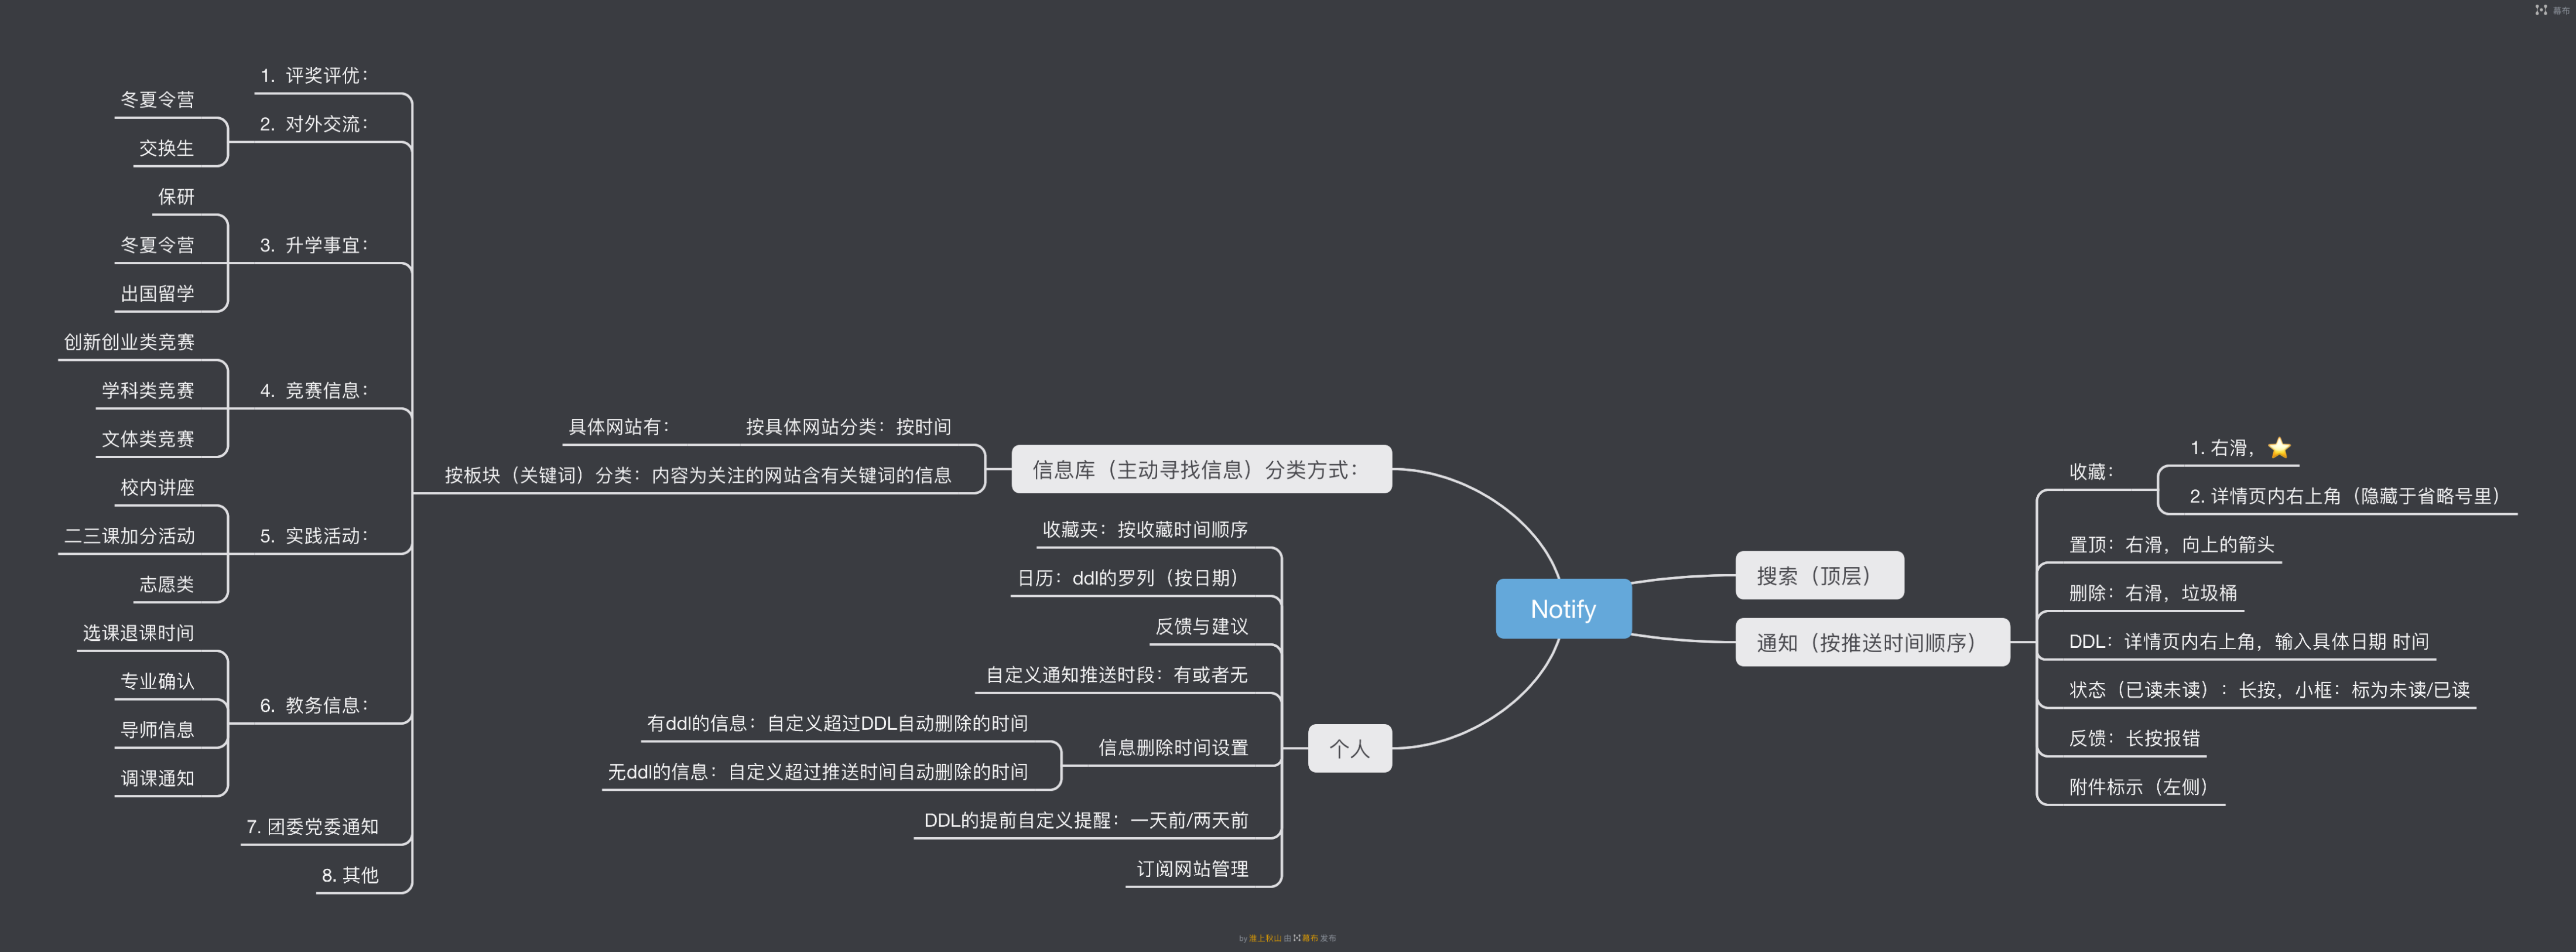 幕布
Notify
搜索（顶层）
通知（按推送时间顺序）
收藏：
1. 右滑，⭐
2. 详情页内右上角（隐藏于省略号里）
置顶：右滑，向上的箭头
删除：右滑，垃圾桶
DDL：详情页内右上角，输入具体日期 时间
状态（已读未读）：长按，小框：标为未读/已读
反馈：长按报错
附件标示（左侧）
信息库（主动寻找信息）分类方式：
按具体网站分类：按时间
具体网站有：
按板块（关键词）分类：内容为关注的网站含有关键词的信息
1. 评奖评优：
2. 对外交流：
冬夏令营
交换生
3. 升学事宜：
保研
冬夏令营
出国留学
4. 竞赛信息：
创新创业类竞赛
学科类竞赛
文体类竞赛
5. 实践活动：
校内讲座
二三课加分活动
志愿类
6. 教务信息：
选课退课时间
专业确认
导师信息
调课通知
7. 团委党委通知
8. 其他
个人
收藏夹：按收藏时间顺序
日历：ddl的罗列（按日期）
反馈与建议
自定义通知推送时段：有或者无
信息删除时间设置
有ddl的信息：自定义超过DDL自动删除的时间
无ddl的信息：自定义超过推送时间自动删除的时间
DDL的提前自定义提醒：一天前/两天前
订阅网站管理
by 淮上秋山 由 幕布 发布